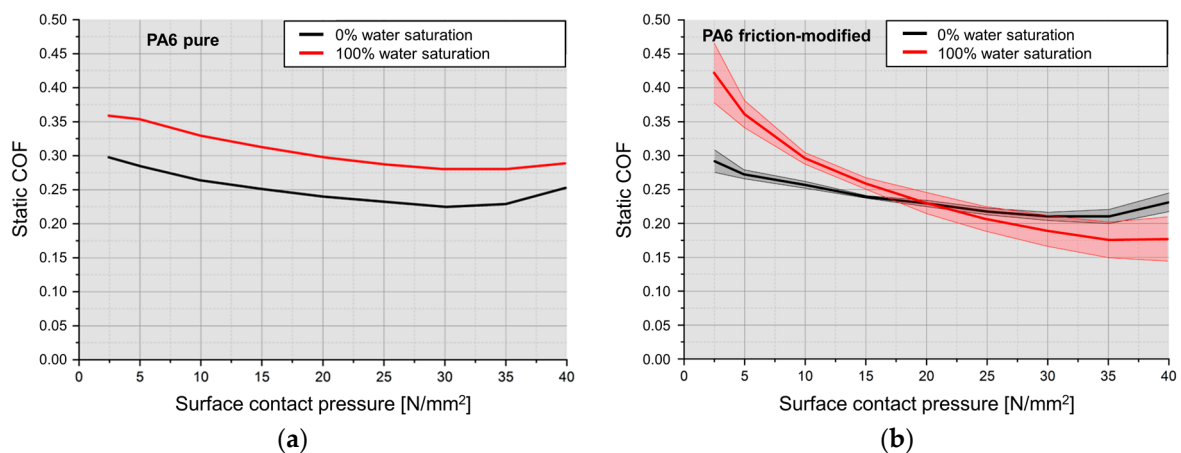 (a)
PA6 pure
0% water saturation
100% water saturation
Static COF
0.50
0.45
0.40
0.35
0.30
0.25
0.20
0.15
0.10
0.05
0.00
0 5 10 15 20 25 30 35 40
Surface contact pressure [N/mm²]
(b)
PA6 friction-modified
0% water saturation
100% water saturation
Static COF
0.50
0.45
0.40
0.35
0.30
0.25
0.20
0.15
0.10
0.05
0.00
0 5 10 15 20 25 30 35 40
Surface contact pressure [N/mm²]